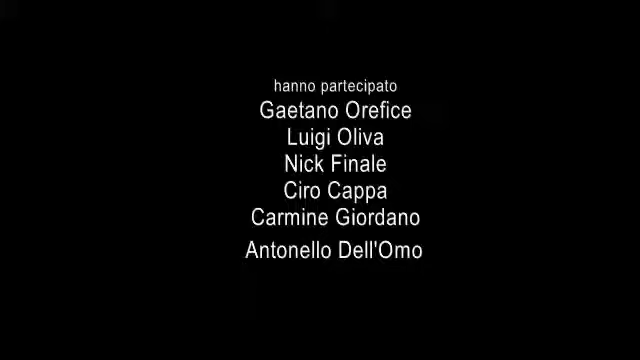 hanno partecipato
Gaetano Orefice
Luigi Oliva
Nick Finale
Ciro Cappa
Carmine Giordano
Antonello Dell'Omo